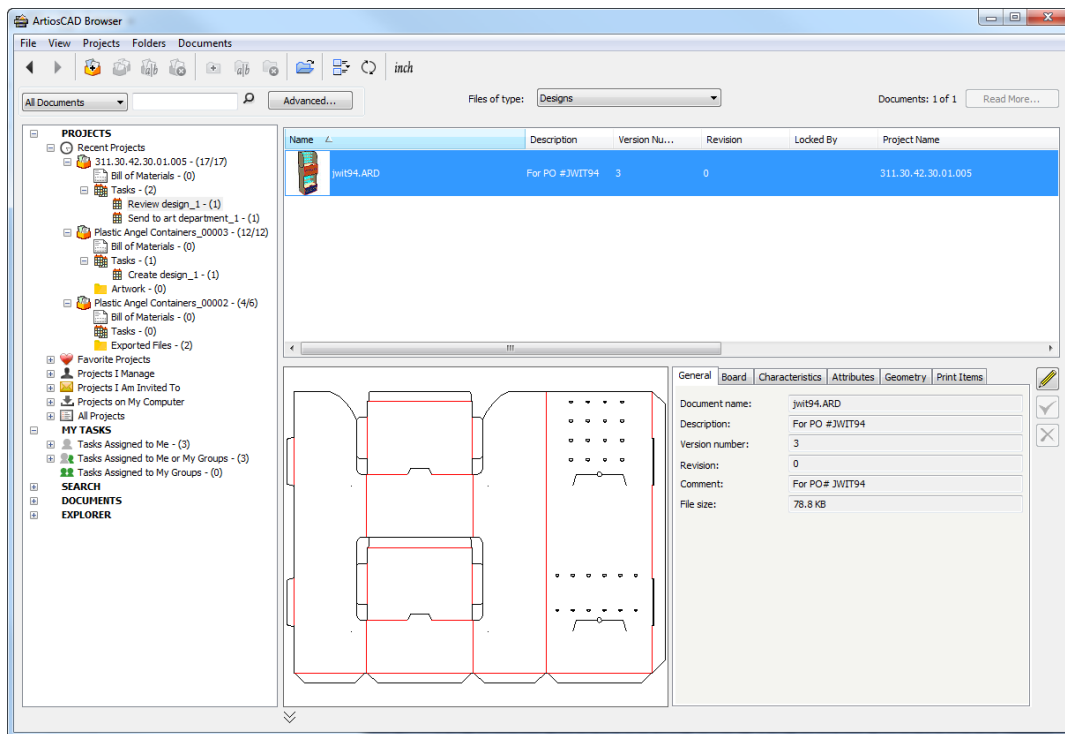 ArtiosCAD Browser
File View Projects Folders Documents
a|b a|b inch
All Documents Advanced... Files of type: Designs Documents: 1 of 1 Read More...
PROJECTS
Recent Projects
311.30.42.30.01.005 - (17/17)
Bill of Materials - (0)
Tasks - (2)
Review design_1 - (1)
Send to art department_1 - (1)
Plastic Angel Containers_00003 - (12/12)
Bill of Materials - (0)
Tasks - (1)
Create design_1 - (1)
Artwork - (0)
Plastic Angel Containers_00002 - (4/6)
Bill of Materials - (0)
Tasks - (0)
Exported Files - (2)
Favorite Projects
Projects I Manage
Projects I Am Invited To
Projects on My Computer
All Projects
MY TASKS
Tasks Assigned to Me - (3)
Tasks Assigned to Me or My Groups - (3)
Tasks Assigned to My Groups - (0)
SEARCH
DOCUMENTS
EXPLORER
Name Description Version Nu... Revision Locked By Project Name
jwit94.ARD For PO #JWIT94 3 0 311.30.42.30.01.005
General Board Characteristics Attributes Geometry Print Items
Document name: jwit94.ARD
Description: For PO #JWIT94
Version number: 3
Revision: 0
Comment: For PO# JWIT94
File size: 78.8 KB